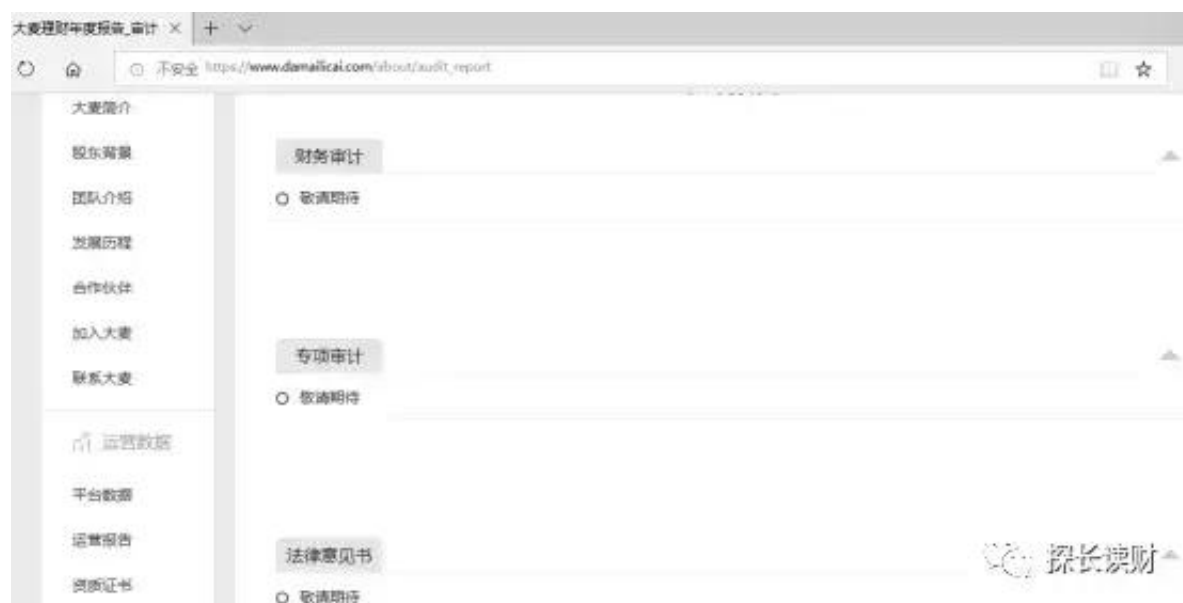 大麦理财年度报告_审计
不安全 https://www.damailicai.com/about/audit_report
大麦简介
股东背景
团队介绍
发展历程
合作伙伴
加入大麦
联系大麦
运营数据
平台数据
运营报告
资质证书
财务审计
敬请期待
专项审计
敬请期待
法律意见书
敬请期待
探长读财